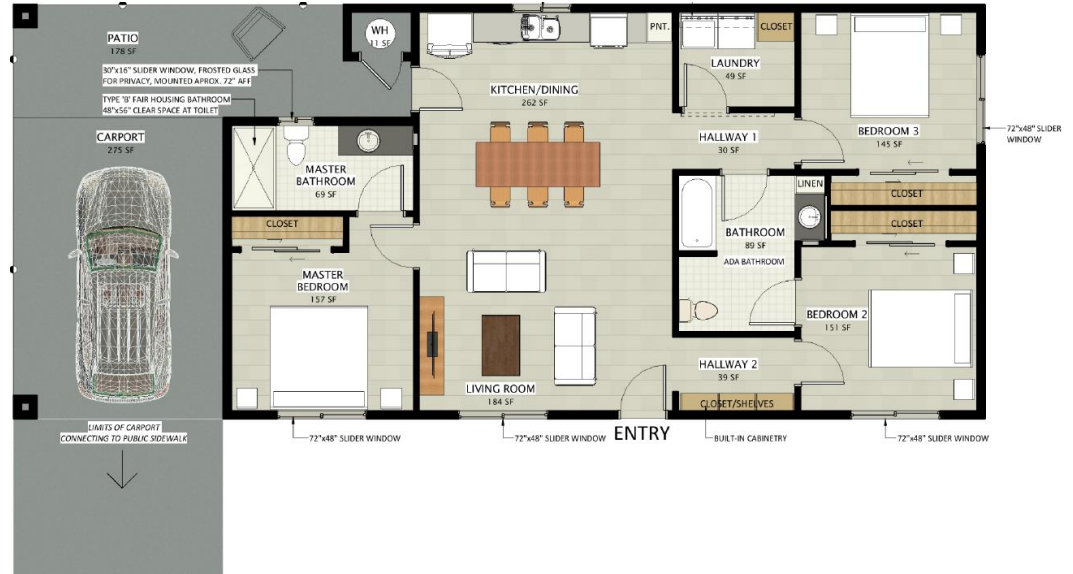 PATIO
178 SF
WH
11 SF
PNT.
CLOSET
LAUNDRY
49 SF
30"x16" SLIDER WINDOW, FROSTED GLASS
FOR PRIVACY, MOUNTED APROX. 72" AFF
TYPE 'B' FAIR HOUSING BATHROOM
48"x56" CLEAR SPACE AT TOILET
KITCHEN/DINING
262 SF
CARPORT
275 SF
HALLWAY 1
30 SF
BEDROOM 3
145 SF
72"x48" SLIDER
WINDOW
MASTER
BATHROOM
69 SF
LINEN
CLOSET
CLOSET
CLOSET
BATHROOM
89 SF
ADA BATHROOM
MASTER
BEDROOM
157 SF
BEDROOM 2
151 SF
HALLWAY 2
39 SF
LIVING ROOM
184 SF
CLOSET/SHELVES
LIMITS OF CARPORT
CONNECTING TO PUBLIC SIDEWALK
72"x48" SLIDER WINDOW
72"x48" SLIDER WINDOW
ENTRY
BUILT-IN CABINETRY
72"x48" SLIDER WINDOW